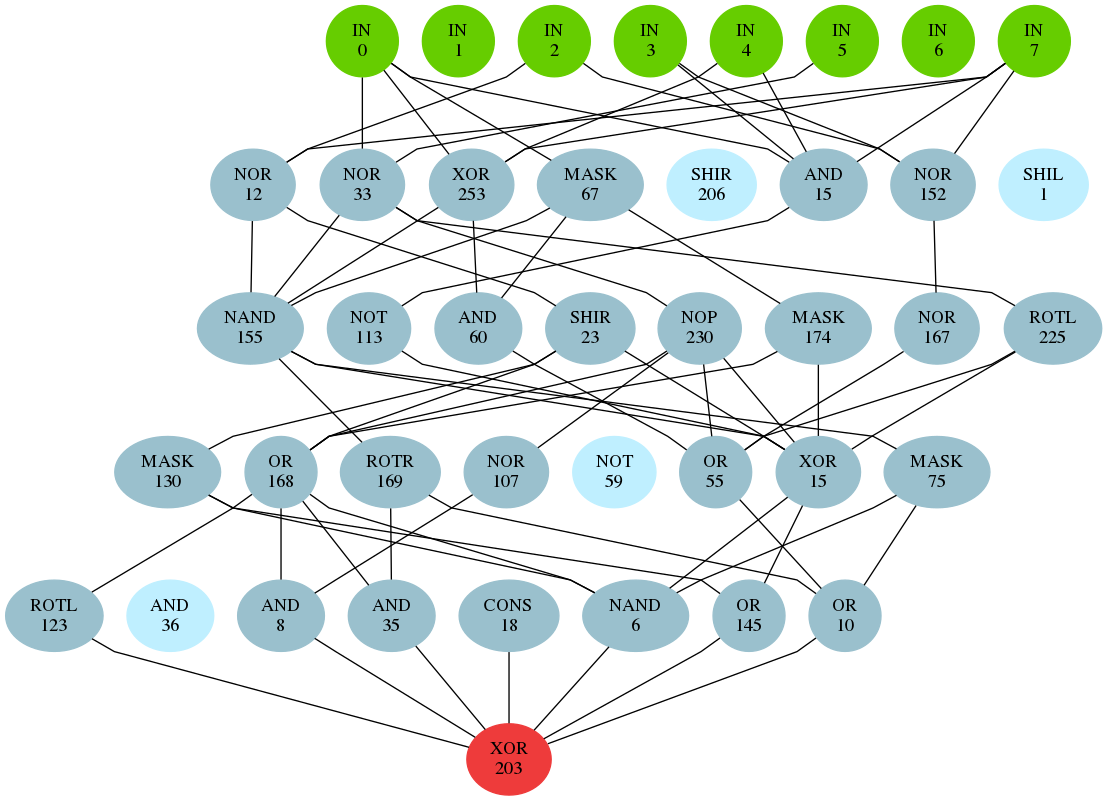 IN
0
IN
1
IN
2
IN
3
IN
4
IN
5
IN
6
IN
7
NOR
12
NOR
33
XOR
253
MASK
67
SHIR
206
AND
15
NOR
152
SHIL
1
NAND
155
NOT
113
AND
60
SHIR
23
NOP
230
MASK
174
NOR
167
ROTL
225
MASK
130
OR
168
ROTR
169
NOR
107
NOT
59
OR
55
XOR
15
MASK
75
ROTL
123
AND
36
AND
8
AND
35
CONS
18
NAND
6
OR
145
OR
10
XOR
203